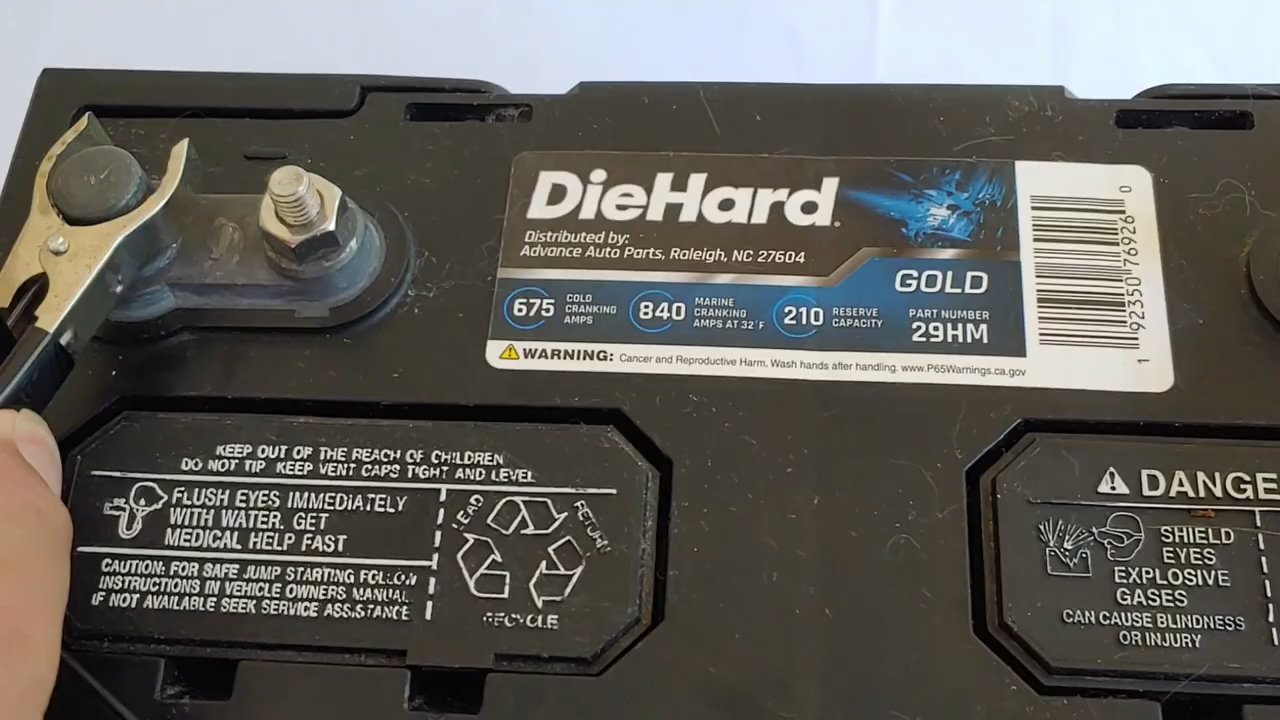 DieHard
Distributed by:
Advance Auto Parts, Raleigh, NC 27604
GOLD
675
COLD
CRANKING
AMPS
840
MARINE
CRANKING
AMPS AT 32°F
210
RESERVE
CAPACITY
PART NUMBER
29HM
WARNING: Cancer and Reproductive Harm. Wash hands after handling. www.P65Warnings.ca.gov
1 92350 76926 0
KEEP OUT OF THE REACH OF CHILDREN
DO NOT TIP KEEP VENT CAPS TIGHT AND LEVEL
FLUSH EYES IMMEDIATELY
WITH WATER. GET
MEDICAL HELP FAST
LEAD
RETURN
RECYCLE
CAUTION: FOR SAFE JUMP STARTING FOLLOW
INSTRUCTIONS IN VEHICLE OWNERS MANUAL
IF NOT AVAILABLE SEEK SERVICE ASSISTANCE
DANGE
SHIELD
EYES
EXPLOSIVE
GASES
CAN CAUSE BLINDNESS
OR INJURY